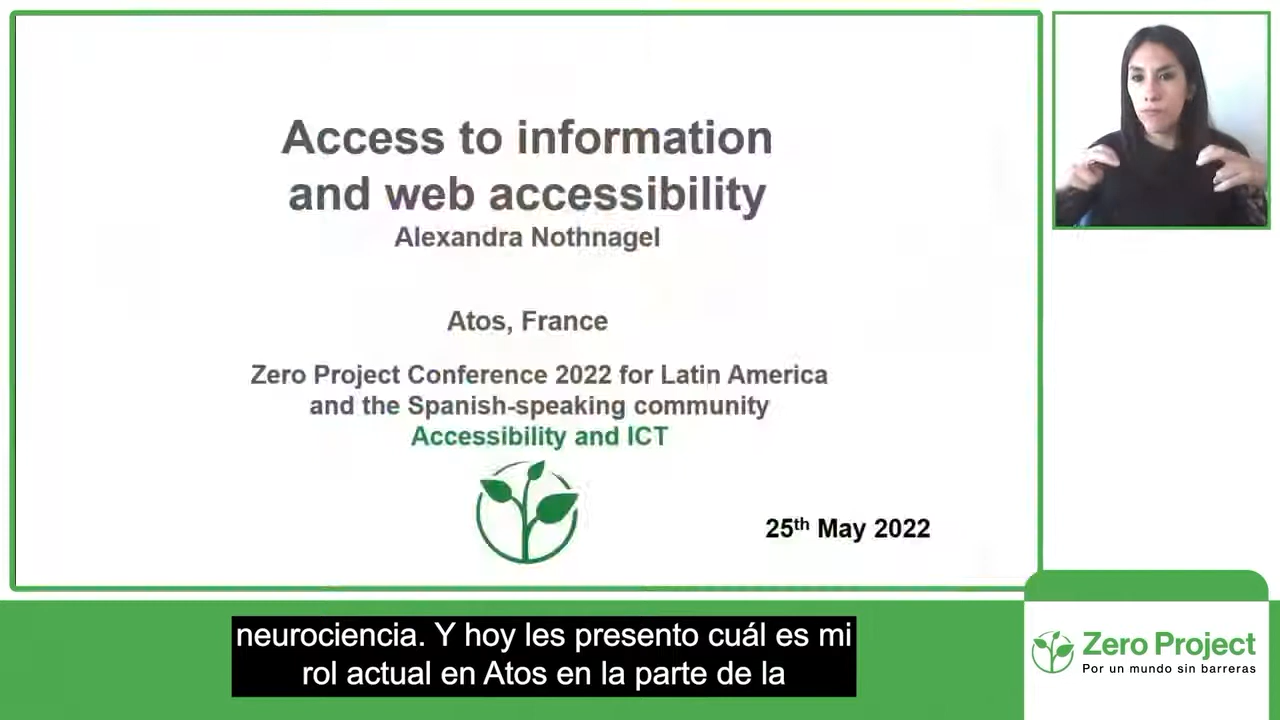 Access to information
and web accessibility
Alexandra Nothnagel
Atos, France
Zero Project Conference 2022 for Latin America
and the Spanish-speaking community
Accessibility and ICT
25th May 2022
neurociencia. Y hoy les presento cuál es mi
rol actual en Atos en la parte de la
Zero Project
Por un mundo sin barreras